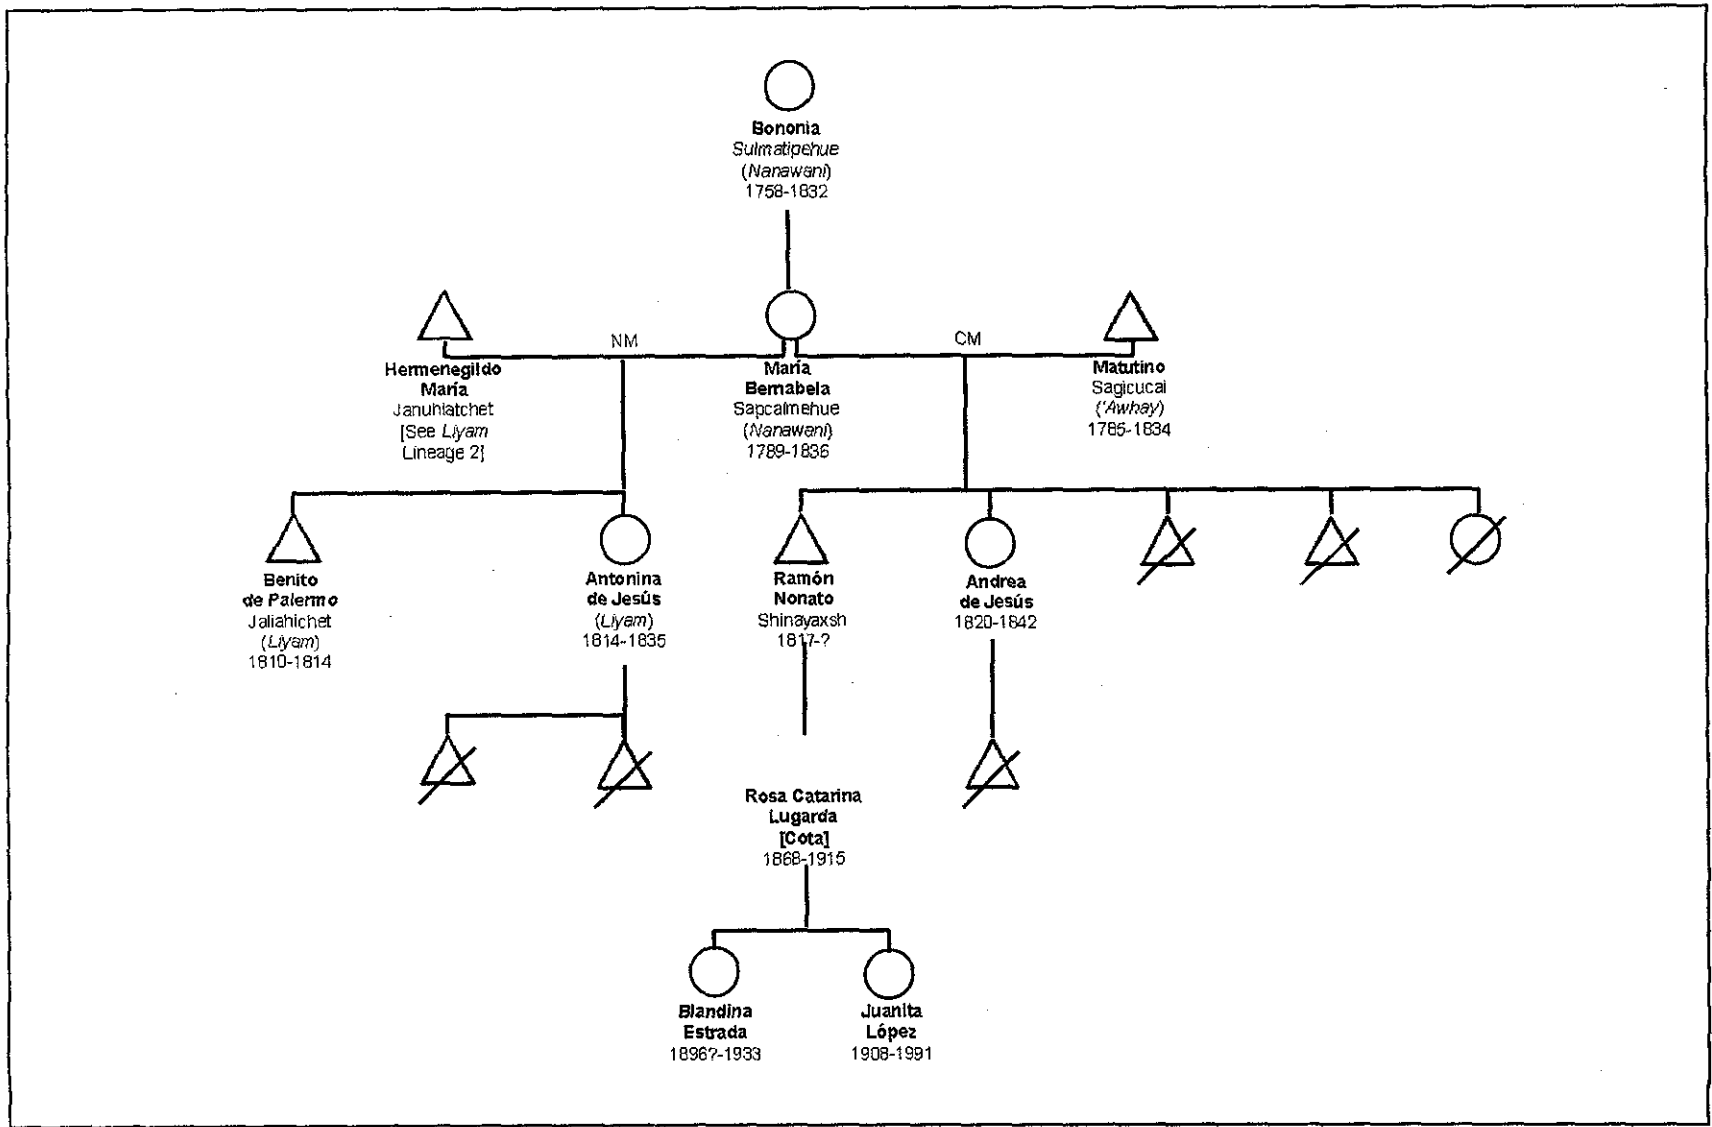 Bononia
Sulmatipehue
(Nanawani)
1758-1832
NM
CM
Hermenegildo
María
Januhiatchet
[See Liyam
Lineage 2]
María
Bernabela
Sapcalmehue
(Nanawani)
1789-1836
Matutino
Sagicucai
('Awhay)
1785-1834
Benito
de Palermo
Jaliahichet
(Liyam)
1810-1814
Antonina
de Jesús
(Liyam)
1814-1835
Ramón
Nonato
Shinayaxsh
1817-?
Andrea
de Jesús
1820-1842
Rosa Catarina
Lugarda
[Cota]
1868-1915
Blandina
Estrada
1896?-1933
Juanita
López
1908-1991